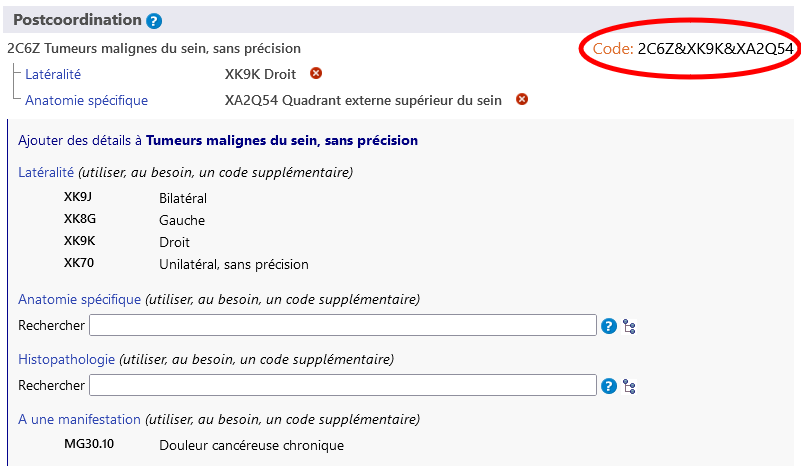 Postcoordination ?
2C6Z Tumeurs malignes du sein, sans précision Code: 2C6Z&XK9K&XA2Q54
Latéralité XK9K Droit
Anatomie spécifique XA2Q54 Quadrant externe supérieur du sein
Ajouter des détails à Tumeurs malignes du sein, sans précision
Latéralité (utiliser, au besoin, un code supplémentaire)
XK9J Bilatéral
XK8G Gauche
XK9K Droit
XK70 Unilatéral, sans précision
Anatomie spécifique (utiliser, au besoin, un code supplémentaire)
Rechercher ?
Histopathologie (utiliser, au besoin, un code supplémentaire)
Rechercher ?
A une manifestation (utiliser, au besoin, un code supplémentaire)
MG30.10 Douleur cancéreuse chronique